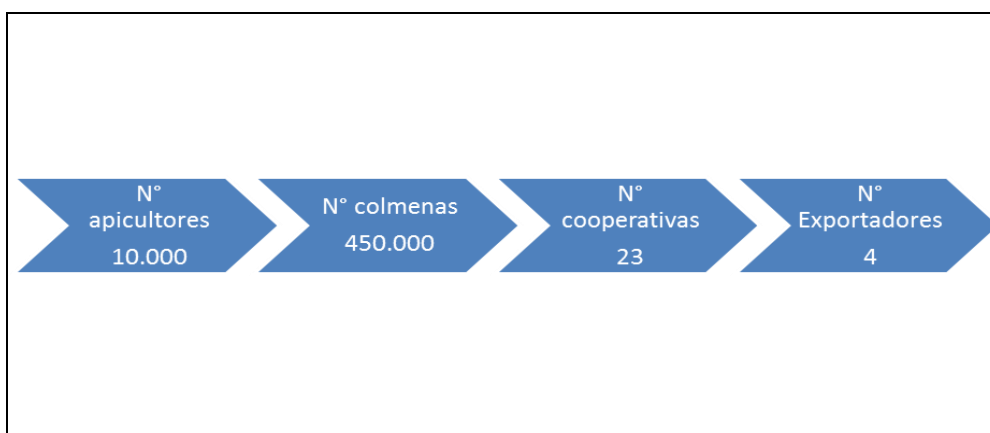 N°
apicultores
10.000
N° colmenas
450.000
N°
cooperativas
23
N°
Exportadores
4